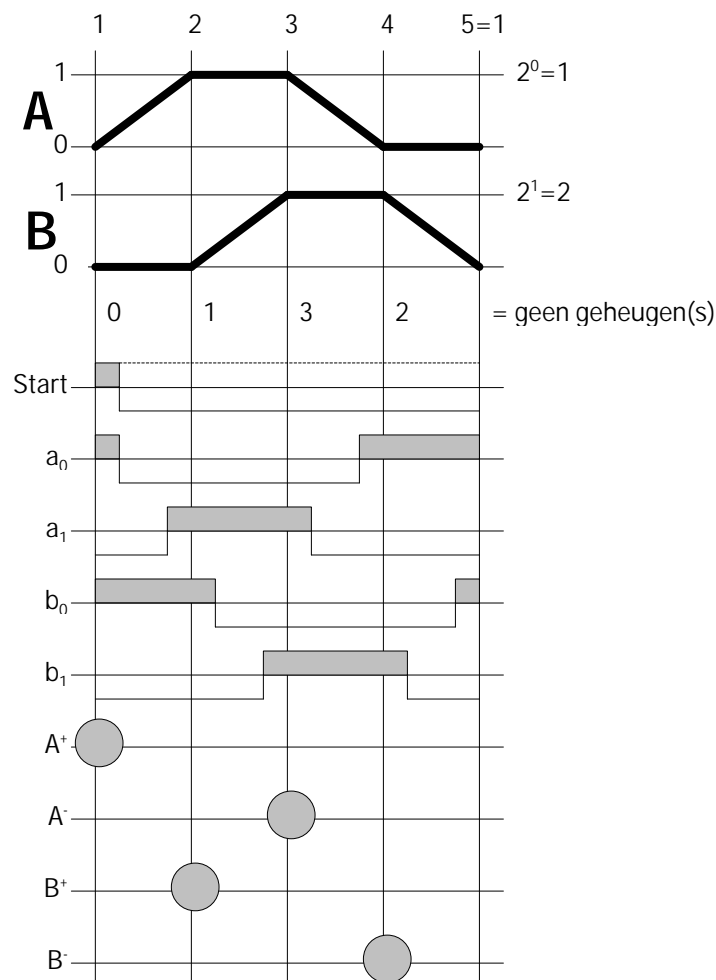 1 2 3 4 5=1
1 2⁰=1
A
0
1 2¹=2
B
0
0 1 3 2 = geen geheugen(s)
Start
a₀
a₁
b₀
b₁
A⁺
A⁻
B⁺
B⁻